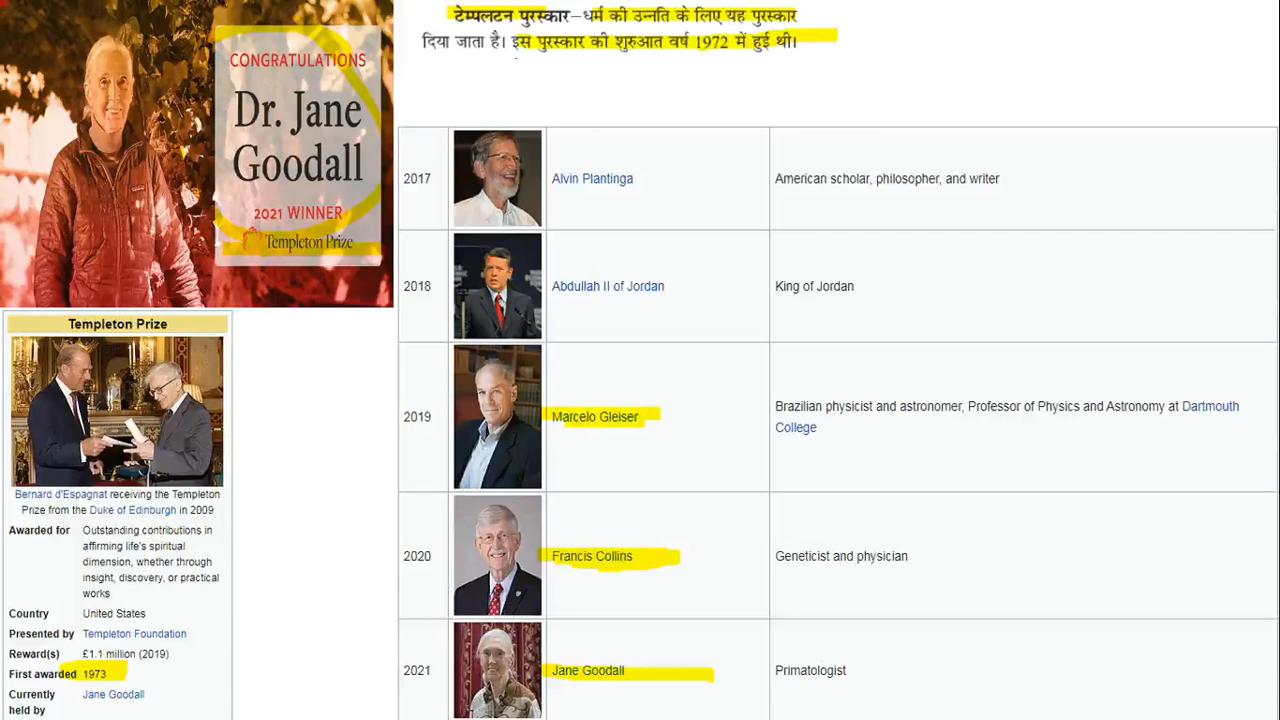 CONGRATULATIONS
Dr. Jane
Goodall
2021 WINNER
Templeton Prize
टेम्पलटन पुरस्कार–धर्म की उन्नति के लिए यह पुरस्कार
दिया जाता है। इस पुरस्कार की शुरुआत वर्ष 1972 में हुई थी।
Templeton Prize
Bernard d'Espagnat receiving the Templeton
Prize from the Duke of Edinburgh in 2009
Awarded for Outstanding contributions in
affirming life's spiritual
dimension, whether through
insight, discovery, or practical
works
Country United States
Presented by Templeton Foundation
Reward(s) £1.1 million (2019)
First awarded 1973
Currently Jane Goodall
held by
2017 Alvin Plantinga American scholar, philosopher, and writer
2018 Abdullah II of Jordan King of Jordan
2019 Marcelo Gleiser Brazilian physicist and astronomer, Professor of Physics and Astronomy at Dartmouth
College
2020 Francis Collins Geneticist and physician
2021 Jane Goodall Primatologist